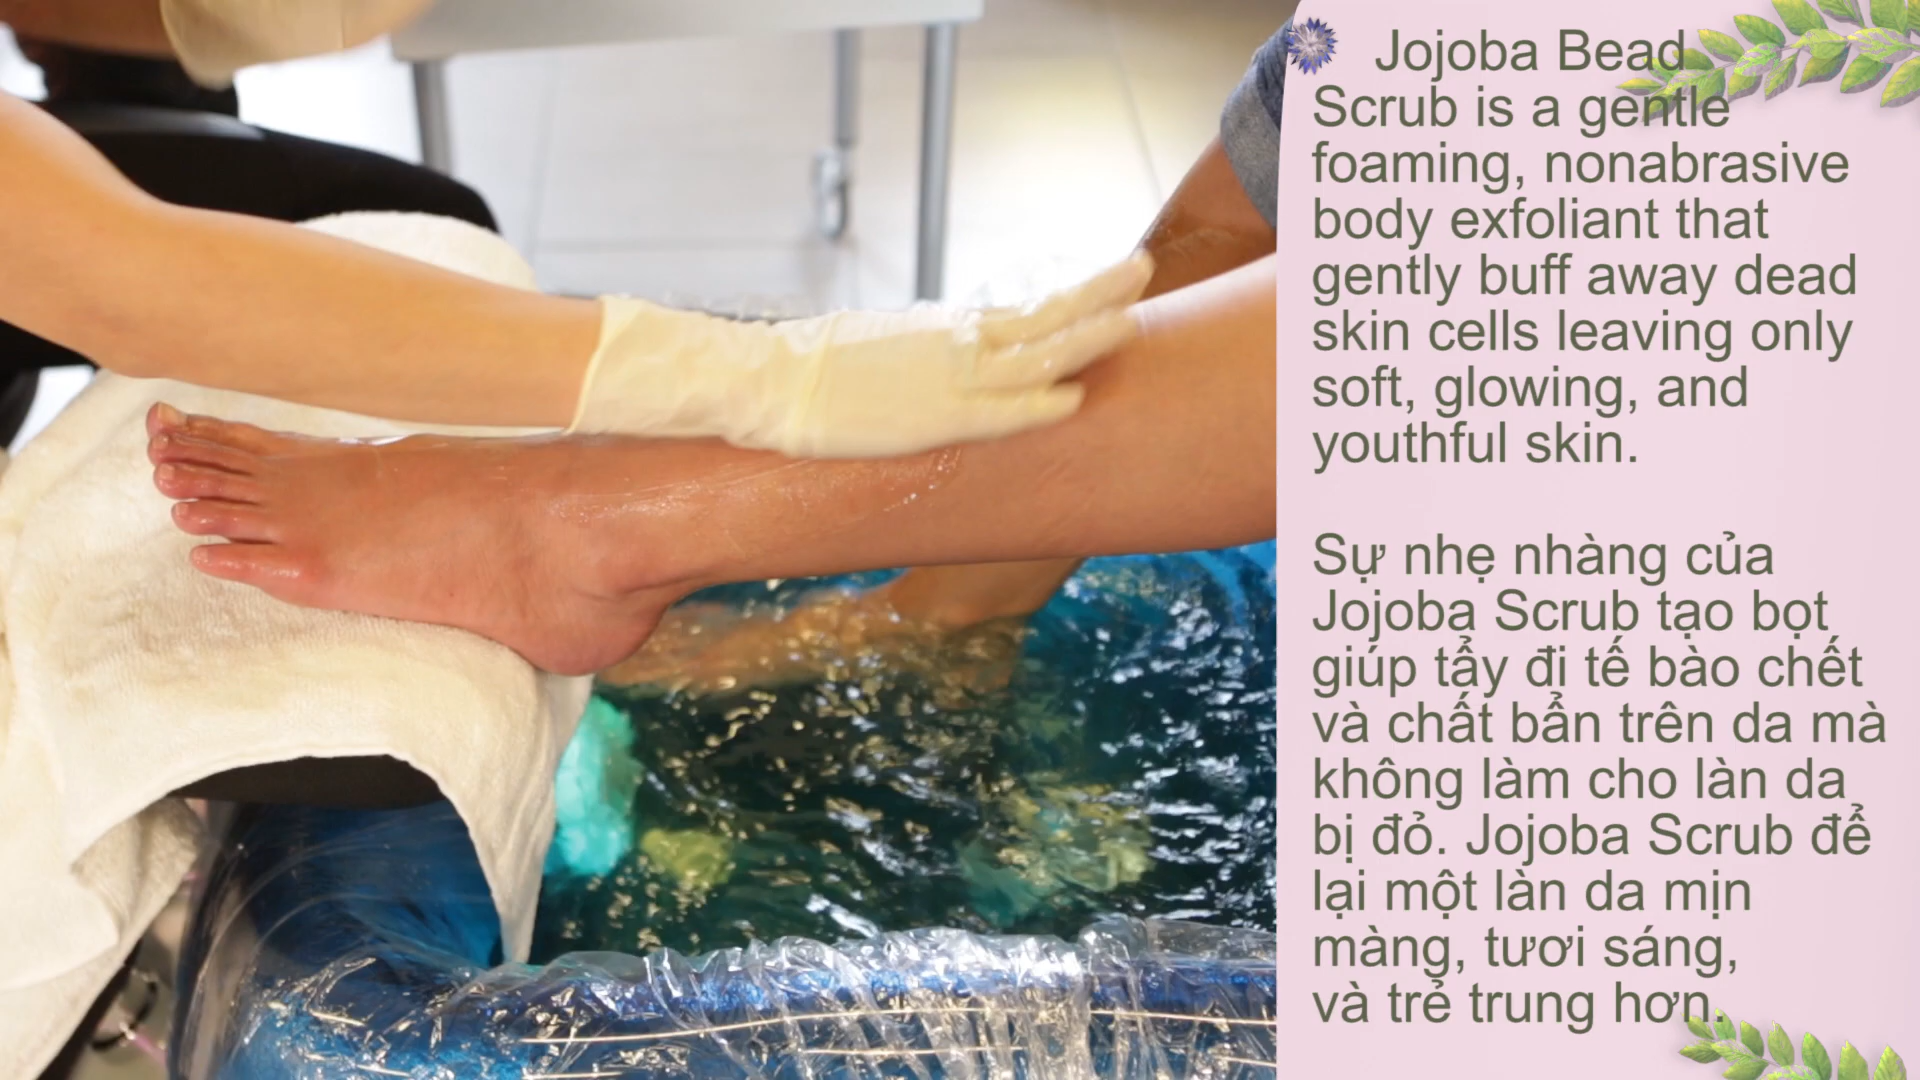 Jojoba Bead
Scrub is a gentle
foaming, nonabrasive
body exfoliant that
gently buff away dead
skin cells leaving only
soft, glowing, and
youthful skin.
Sự nhẹ nhàng của
Jojoba Scrub tạo bọt
giúp tẩy đi tế bào chết
và chất bẩn trên da mà
không làm cho làn da
bị đỏ. Jojoba Scrub để
lại một làn da mịn
màng, tươi sáng,
và trẻ trung hơn.